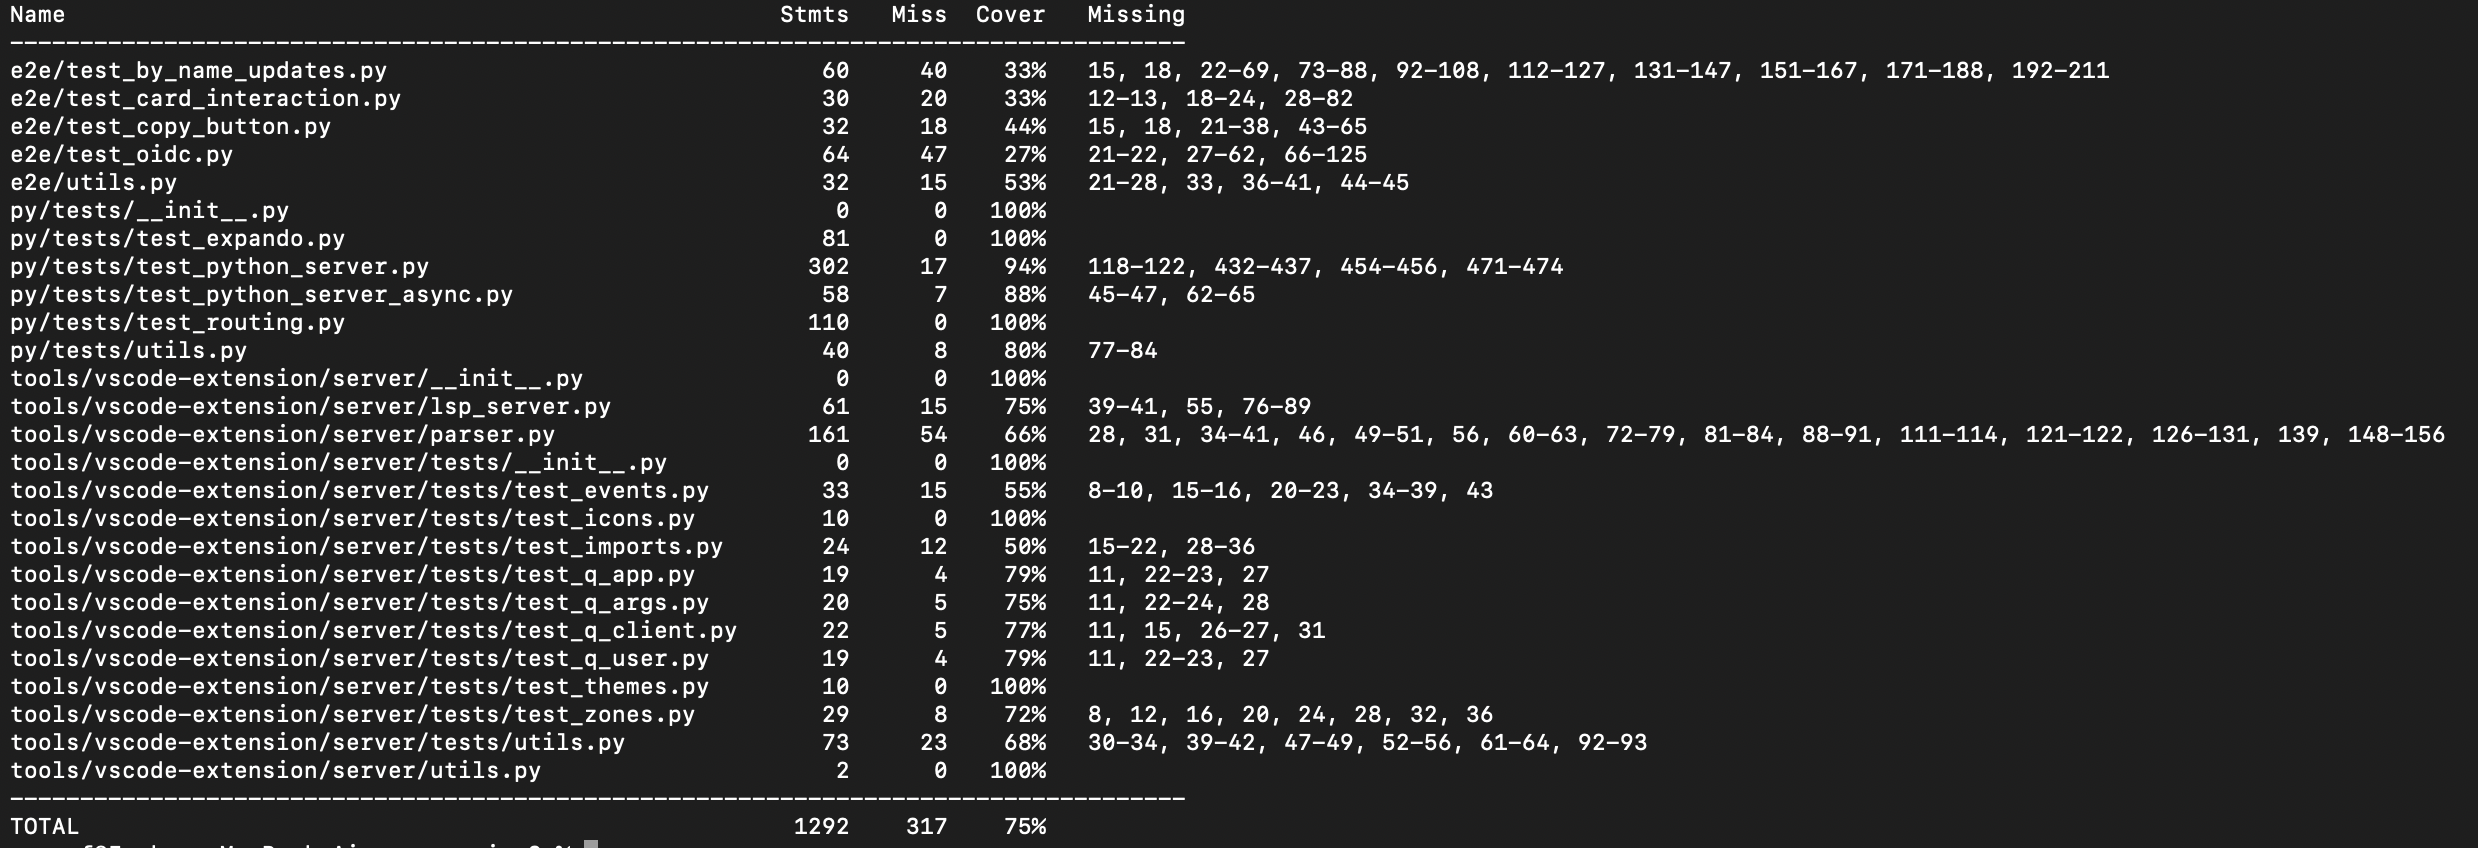 Name Stmts Miss Cover Missing
e2e/test_by_name_updates.py 60 40 33% 15, 18, 22-69, 73-88, 92-108, 112-127, 131-147, 151-167, 171-188, 192-211
e2e/test_card_interaction.py 30 20 33% 12-13, 18-24, 28-82
e2e/test_copy_button.py 32 18 44% 15, 18, 21-38, 43-65
e2e/test_oidc.py 64 47 27% 21-22, 27-62, 66-125
e2e/utils.py 32 15 53% 21-28, 33, 36-41, 44-45
py/tests/__init__.py 0 0 100%
py/tests/test_expando.py 81 0 100%
py/tests/test_python_server.py 302 17 94% 118-122, 432-437, 454-456, 471-474
py/tests/test_python_server_async.py 58 7 88% 45-47, 62-65
py/tests/test_routing.py 110 0 100%
py/tests/utils.py 40 8 80% 77-84
tools/vscode-extension/server/__init__.py 0 0 100%
tools/vscode-extension/server/lsp_server.py 61 15 75% 39-41, 55, 76-89
tools/vscode-extension/server/parser.py 161 54 66% 28, 31, 34-41, 46, 49-51, 56, 60-63, 72-79, 81-84, 88-91, 111-114, 121-122, 126-131, 139, 148-156
tools/vscode-extension/server/tests/__init__.py 0 0 100%
tools/vscode-extension/server/tests/test_events.py 33 15 55% 8-10, 15-16, 20-23, 34-39, 43
tools/vscode-extension/server/tests/test_icons.py 10 0 100%
tools/vscode-extension/server/tests/test_imports.py 24 12 50% 15-22, 28-36
tools/vscode-extension/server/tests/test_q_app.py 19 4 79% 11, 22-23, 27
tools/vscode-extension/server/tests/test_q_args.py 20 5 75% 11, 22-24, 28
tools/vscode-extension/server/tests/test_q_client.py 22 5 77% 11, 15, 26-27, 31
tools/vscode-extension/server/tests/test_q_user.py 19 4 79% 11, 22-23, 27
tools/vscode-extension/server/tests/test_themes.py 10 0 100%
tools/vscode-extension/server/tests/test_zones.py 29 8 72% 8, 12, 16, 20, 24, 28, 32, 36
tools/vscode-extension/server/tests/utils.py 73 23 68% 30-34, 39-42, 47-49, 52-56, 61-64, 92-93
tools/vscode-extension/server/utils.py 2 0 100%
TOTAL 1292 317 75%